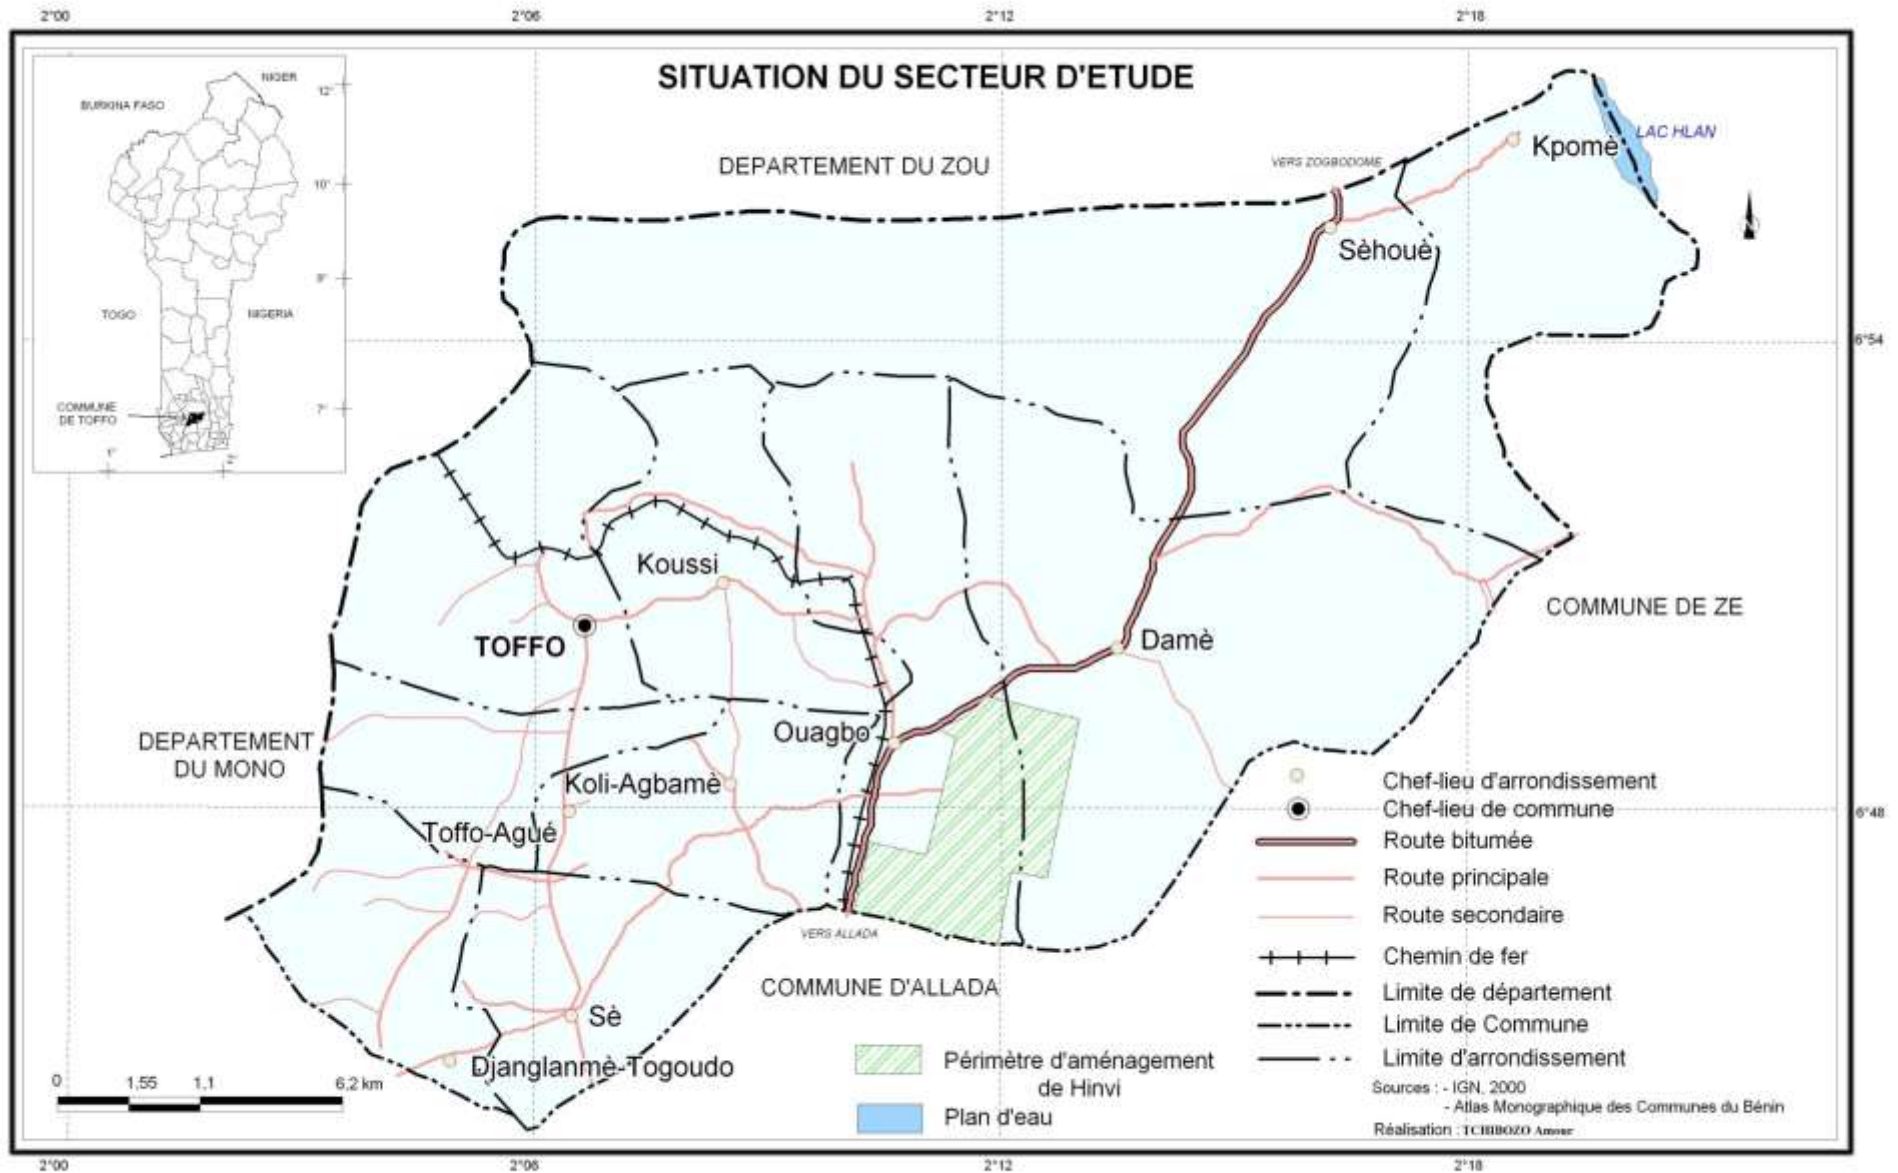 2°00 2°06 2°12 2°18
SITUATION DU SECTEUR D'ETUDE
NIGER
BURKINA FASO
12°
10°
9°
TOGO
NIGERIA
COMMUNE
DE TOFFO
7°
1°
2°
DEPARTEMENT DU ZOU
VERS ZOGBODOME
Kpomè
LAC HLAN
Sèhouè
6°54
Koussi
TOFFO
Damè
COMMUNE DE ZE
Ouagbo
DEPARTEMENT
DU MONO
Koli-Agbamè
Toffo-Agué
6°48
VERS ALLADA
COMMUNE D'ALLADA
Sè
Djanglanmè-Togoudo
Chef-lieu d'arrondissement
Chef-lieu de commune
Route bitumée
Route principale
Route secondaire
Chemin de fer
Limite de département
Limite de Commune
Limite d'arrondissement
Périmètre d'aménagement
de Hinvi
Plan d'eau
0 1,55 1,1 6,2 km
Sources : - IGN, 2000
- Atlas Monographique des Communes du Bénin
Réalisation : TCHIBOZO Amour
2°00 2°06 2°12 2°18